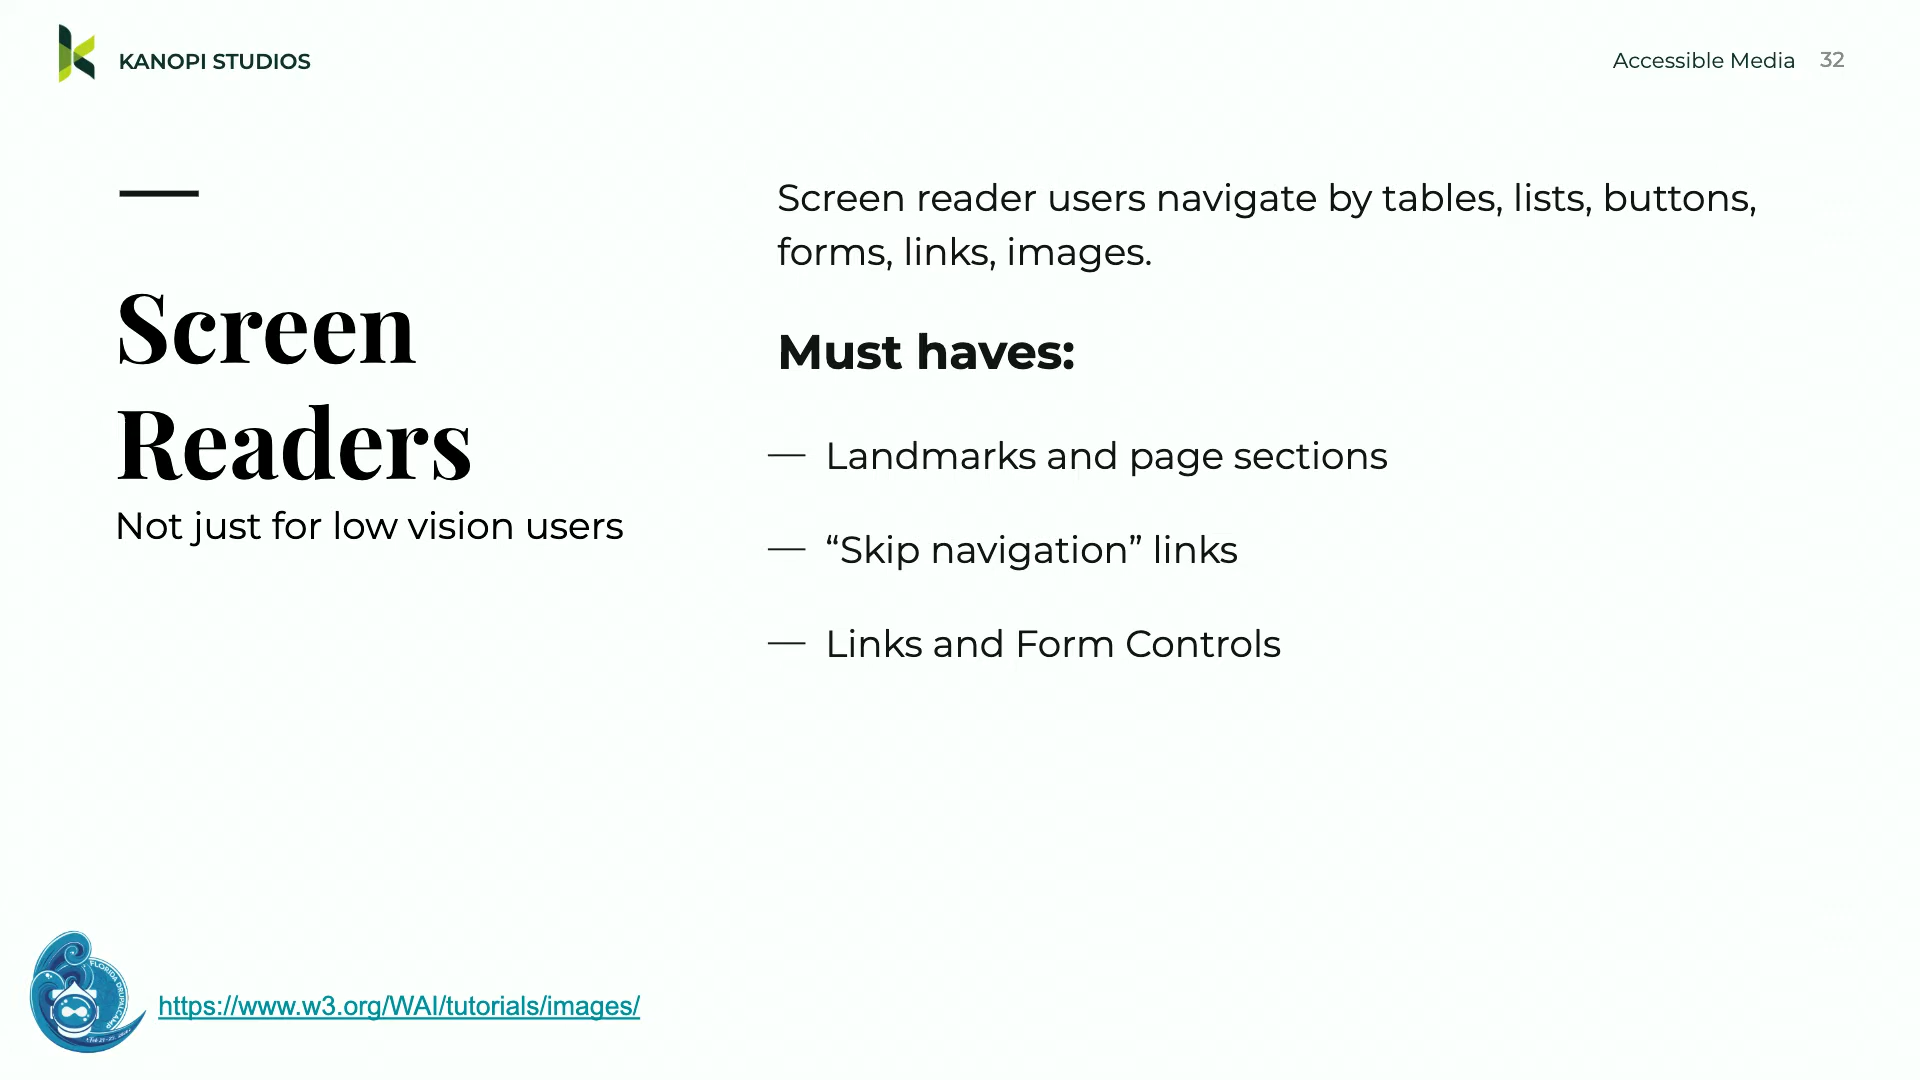 KANOPI STUDIOS
Accessible Media 32
Screen
Readers
Not just for low vision users
Screen reader users navigate by tables, lists, buttons,
forms, links, images.
Must haves:
— Landmarks and page sections
— “Skip navigation” links
— Links and Form Controls
FLORIDA DRUPALCAMP
https://www.w3.org/WAI/tutorials/images/